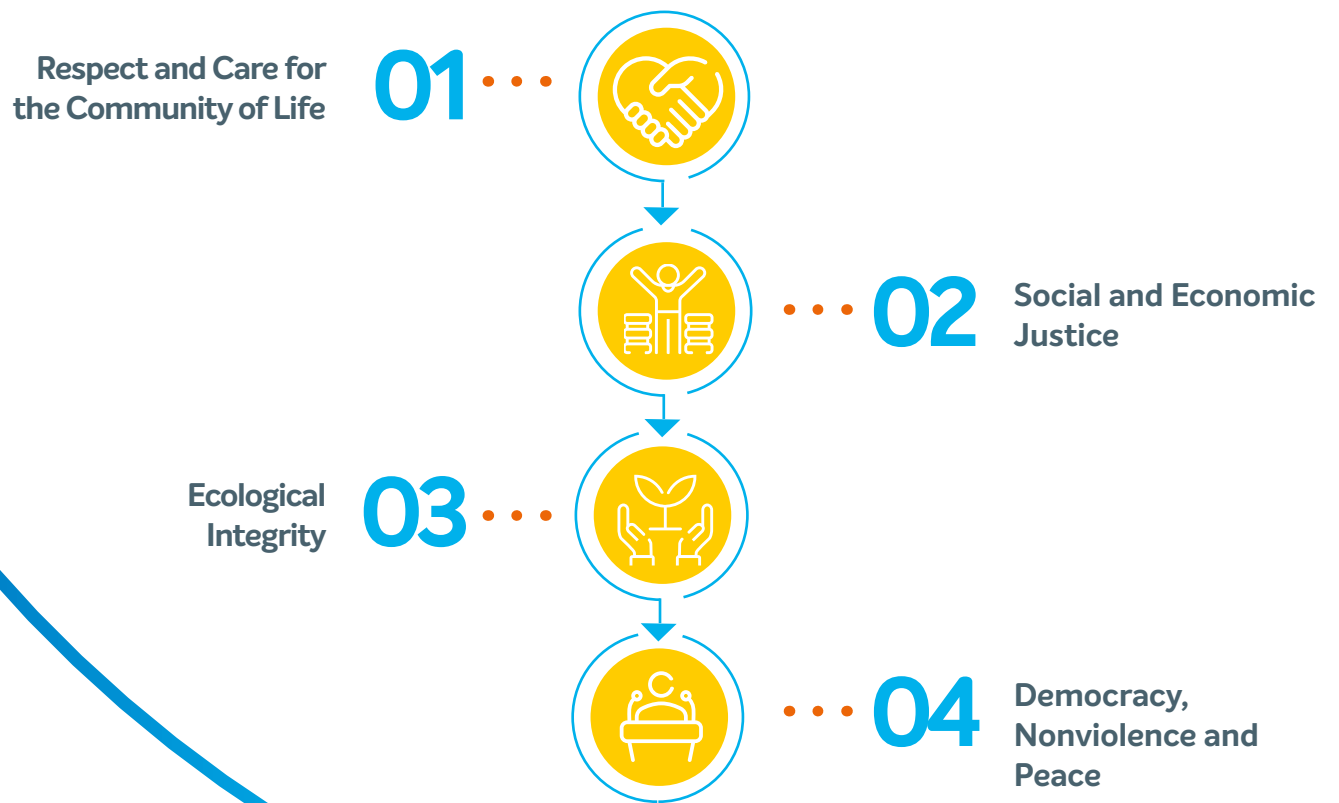 Respect and Care for
the Community of Life
01
02
Social and Economic
Justice
Ecological
Integrity
03
04
Democracy,
Nonviolence and
Peace